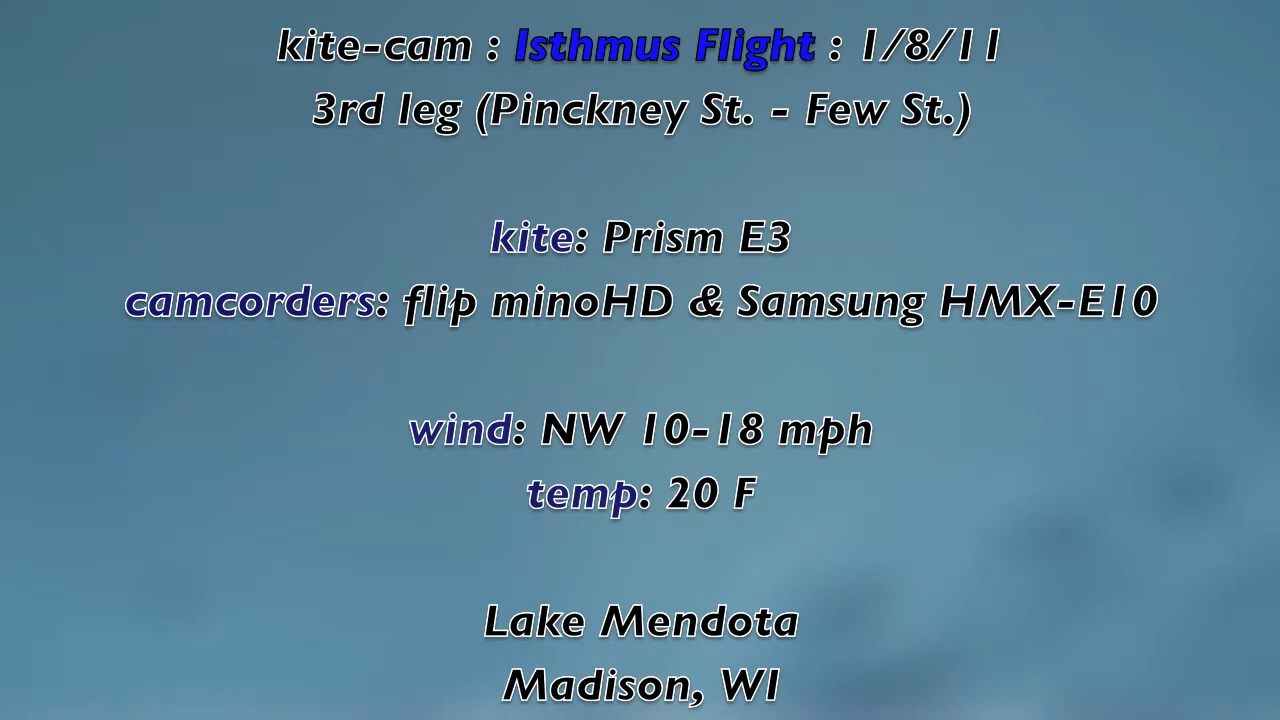 kite-cam : Isthmus Flight : 1/8/11
3rd leg (Pinckney St. - Few St.)
kite: Prism E3
camcorders: flip minoHD & Samsung HMX-E10
wind: NW 10-18 mph
temp: 20 F
Lake Mendota
Madison, WI